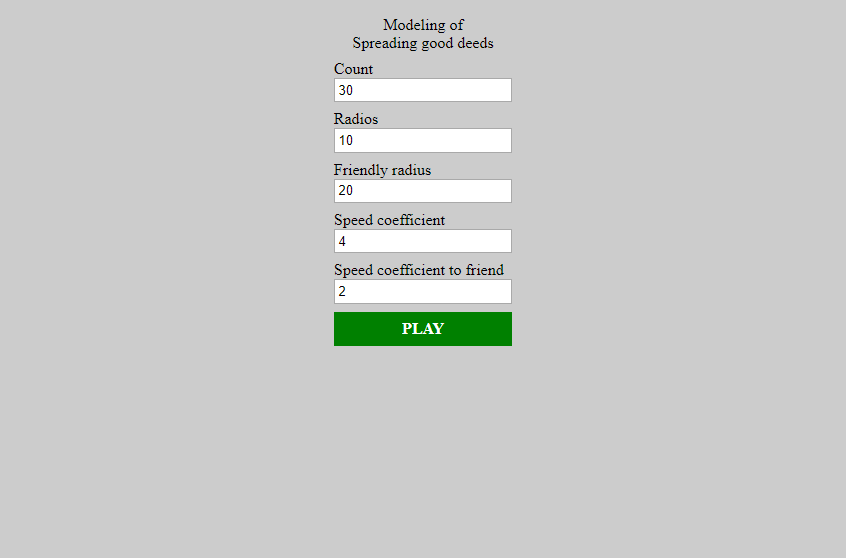 Modeling of
Spreading good deeds
Count
30
Radios
10
Friendly radius
20
Speed coefficient
4
Speed coefficient to friend
2
PLAY